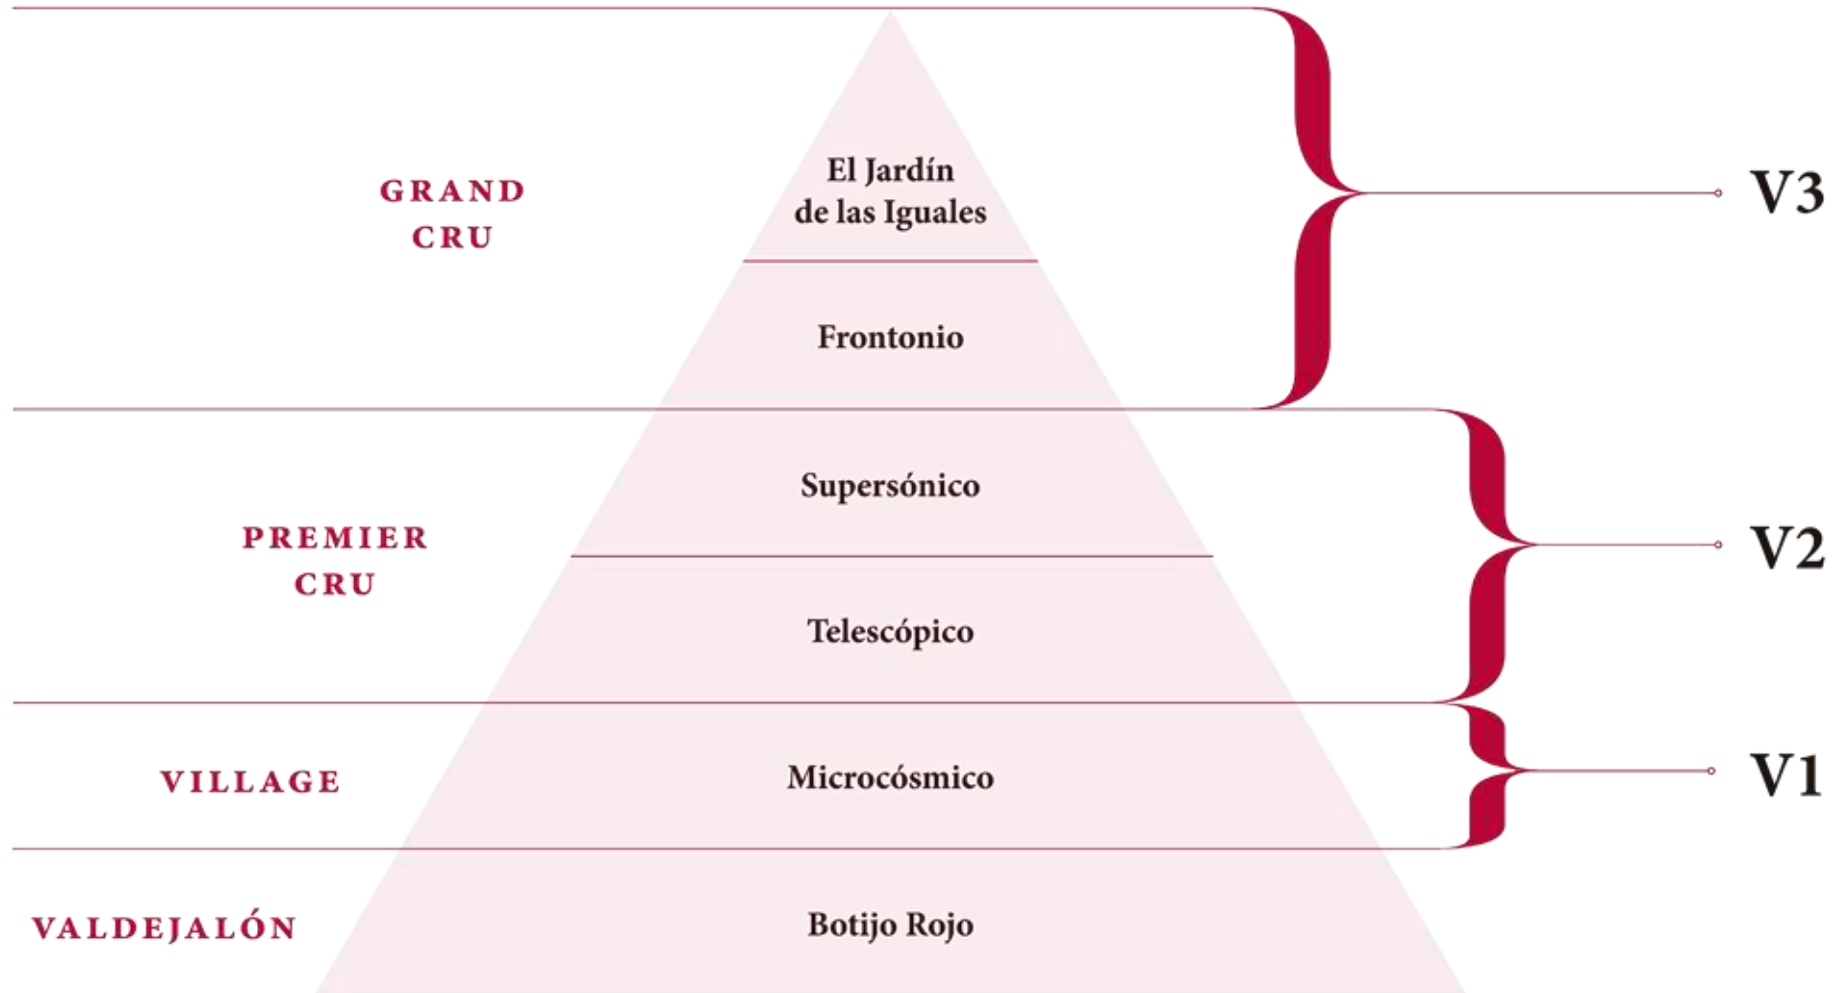 GRAND
CRU
El Jardín
de las Iguales
V3
Frontonio
Supersónico
PREMIER
CRU
V2
Telescópico
VILLAGE
Microcósmico
V1
VALDEJALÓN
Botijo Rojo